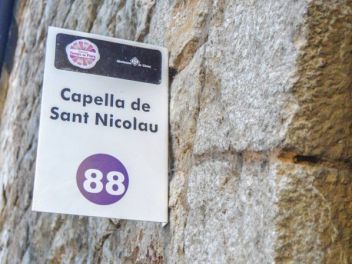 Capella de
Sant Nicolau
88